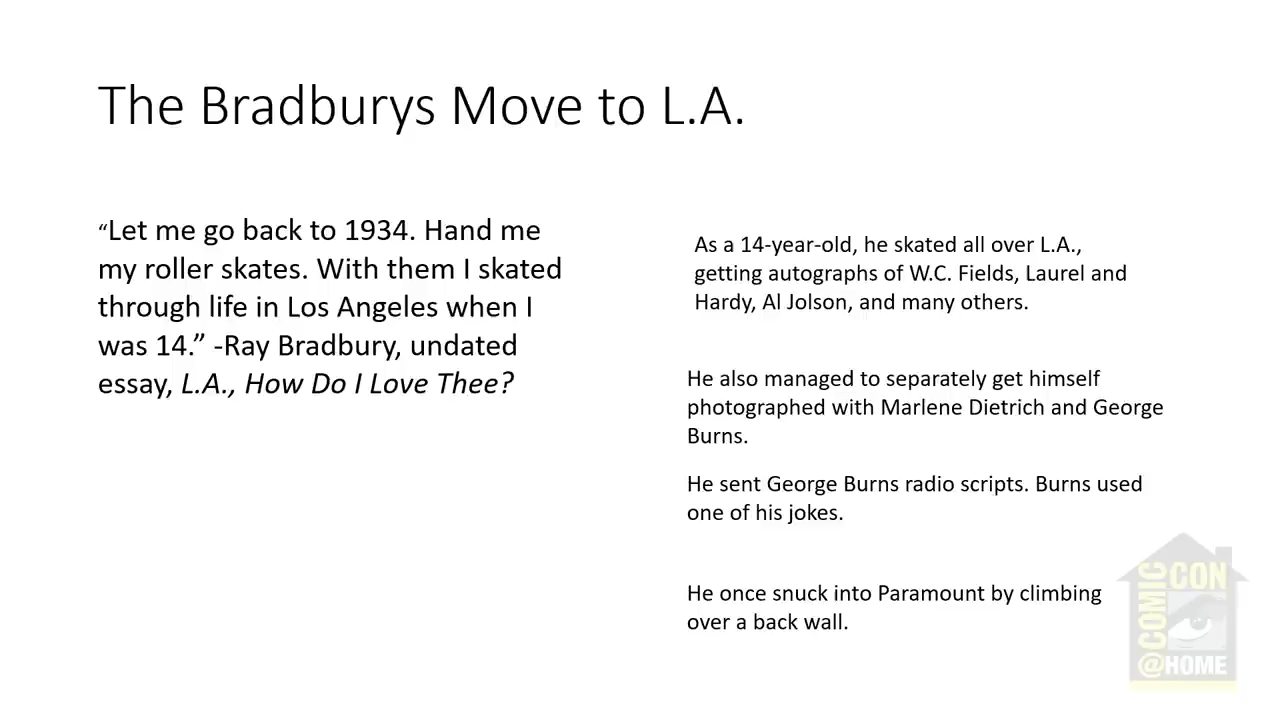 The Bradburys Move to L.A.
“Let me go back to 1934. Hand me
my roller skates. With them I skated
through life in Los Angeles when I
was 14.” -Ray Bradbury, undated
essay, L.A., How Do I Love Thee?
As a 14-year-old, he skated all over L.A.,
getting autographs of W.C. Fields, Laurel and
Hardy, Al Jolson, and many others.
He also managed to separately get himself
photographed with Marlene Dietrich and George
Burns.
He sent George Burns radio scripts. Burns used
one of his jokes.
He once snuck into Paramount by climbing
over a back wall.
COMIC
CON
@HOME